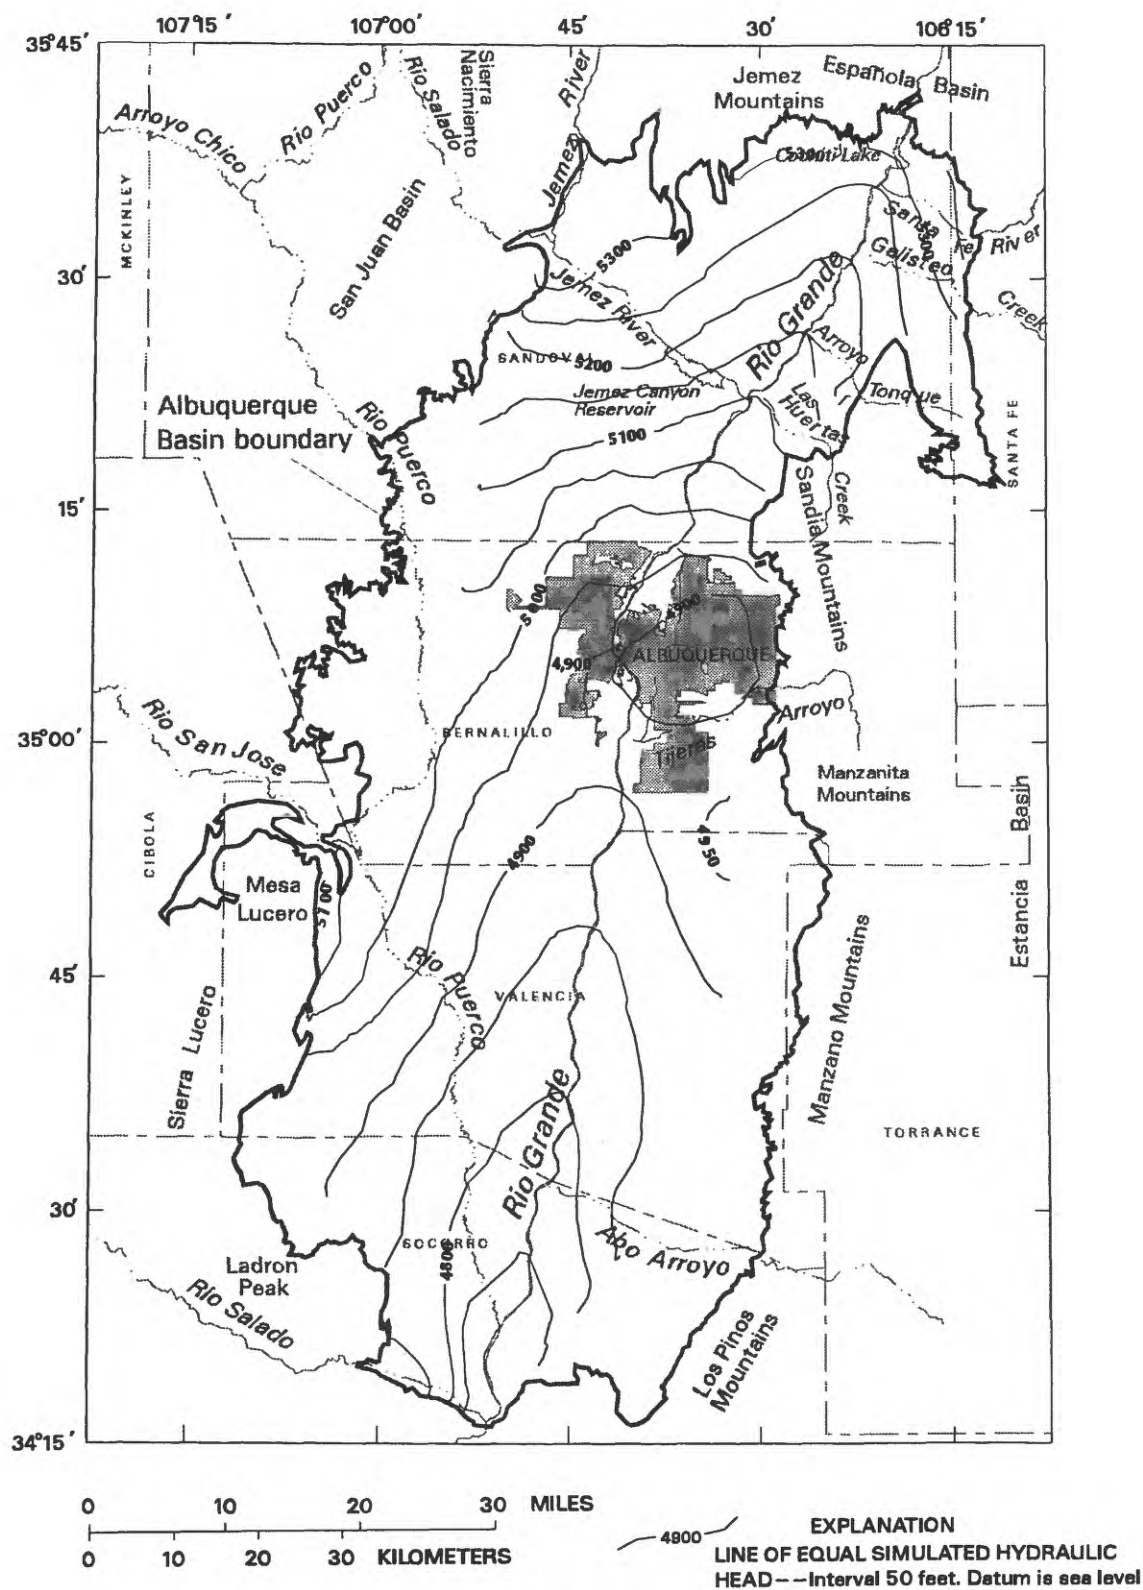 107°15′ 107°00′ 45′ 30′ 106°15′
35°45′
Arroyo Chico
Rio Puerco
Rio Salado
Sierra
Nacimiento
River
Jemez
Jemez
Mountains
Española Basin
5300
Cochiti Lake
MCKINLEY
San Juan Basin
Santa
Fe River
5300
Galisteo
Creek
30′
5300
Jemez River
Rio Grande
SANDOVAL
5200
Arroyo
Tonque
Jemez Canyon
Reservoir
Las
Huertas
Creek
5100
Albuquerque
Basin boundary
Rio Puerco
SANTA FE
15′
Sandia Mountains
5000
4900
4,900
ALBUQUERQUE
35°00′
Rio San Jose
BERNALILLO
Arroyo
Tijeras
Manzanita
Mountains
CIBOLA
4900
4950
Estancia Basin
Mesa
Lucero
5100
45′
Sierra Lucero
Rio Puerco
VALENCIA
Manzano Mountains
Rio Grande
TORRANCE
30′
SOCORRO
Abo Arroyo
4800
Ladron
Peak
Rio Salado
Los Pinos
Mountains
34°15′
0 10 20 30 MILES
0 10 20 30 KILOMETERS
4800
EXPLANATION
LINE OF EQUAL SIMULATED HYDRAULIC
HEAD--Interval 50 feet. Datum is sea level